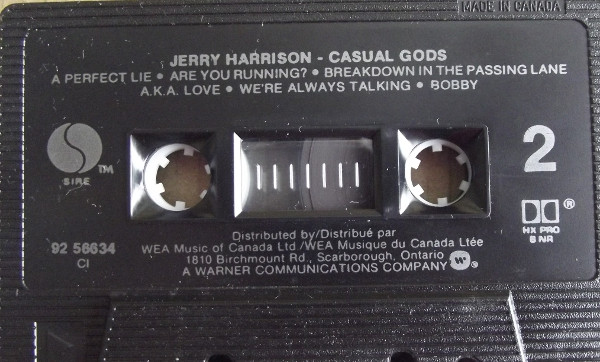 MADE IN CANADA
JERRY HARRISON - CASUAL GODS
A PERFECT LIE • ARE YOU RUNNING? • BREAKDOWN IN THE PASSING LANE
A.K.A. LOVE • WE'RE ALWAYS TALKING • BOBBY
SIRE TM
2
HX PRO
B NR
®
92 56634
CI
Distributed by/Distribué par
WEA Music of Canada Ltd./WEA Musique du Canada Ltée
1810 Birchmount Rd., Scarborough, Ontario
A WARNER COMMUNICATIONS COMPANY W ®